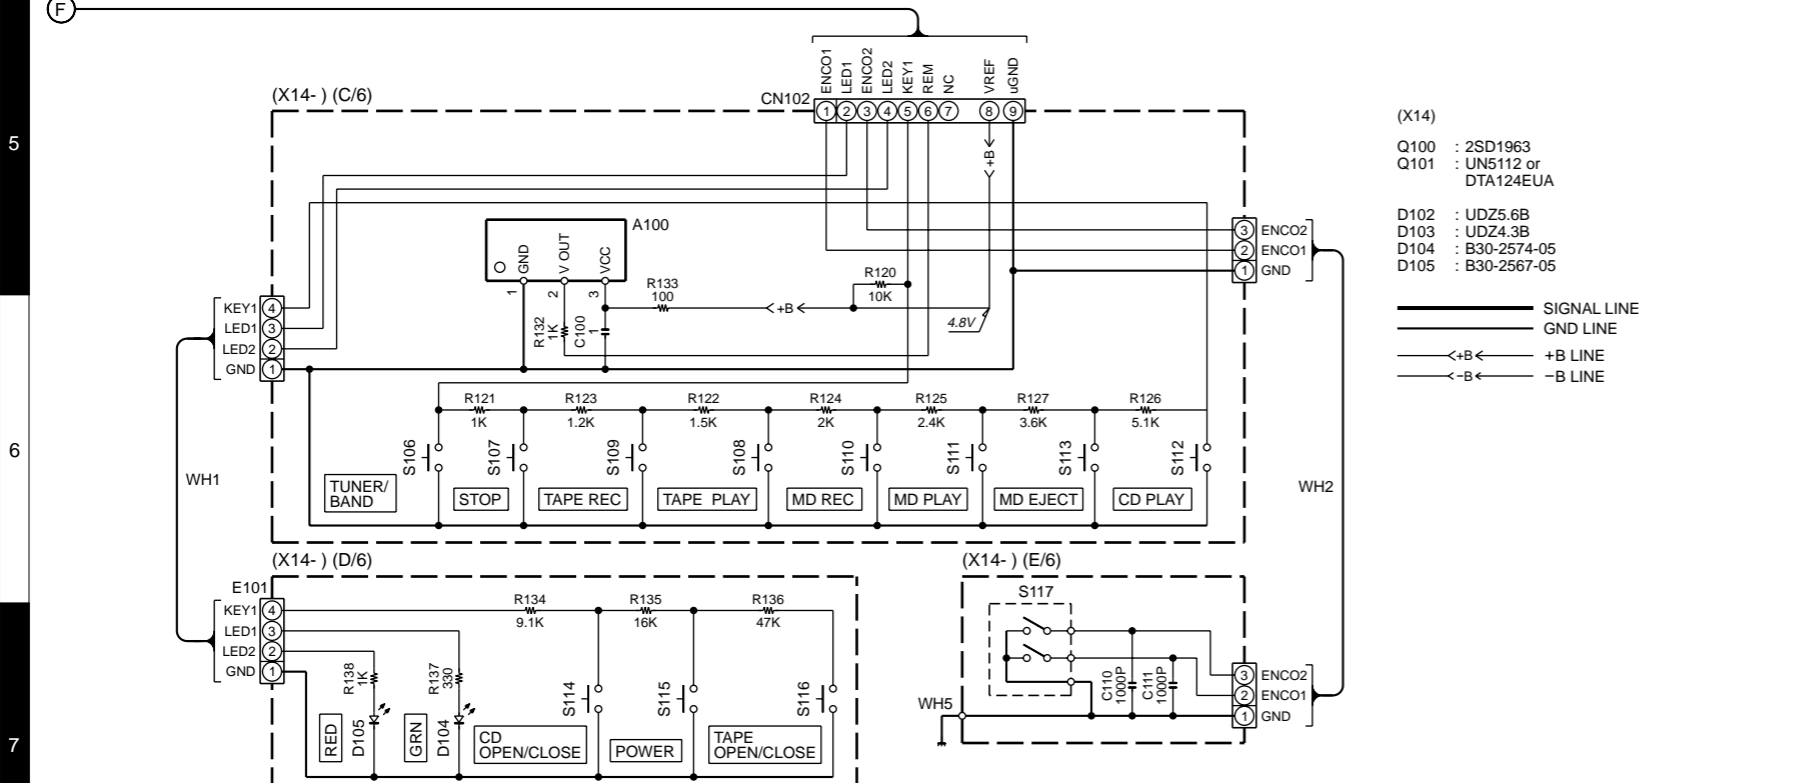 F
ENCO1
LED1
ENCO2
LED2
KEY1
REM
NC
VREF
uGND
CN102
1 2 3 4 5 6 7 8 9
(X14- ) (C/6)
5
+B
A100
GND
V OUT
VCC
1
2
3
R133
100
R132
1K
C100
1
+B
R120
10K
4.8V
3 ENCO2
2 ENCO1
1 GND
KEY1 4
LED1 3
LED2 2
GND 1
R121
1K
R123
1.2K
R122
1.5K
R124
2K
R125
2.4K
R127
3.6K
R126
5.1K
6
S106
S107
S109
S108
S110
S111
S113
S112
TUNER/
BAND
STOP
TAPE REC
TAPE PLAY
MD REC
MD PLAY
MD EJECT
CD PLAY
WH1
WH2
(X14)
Q100 : 2SD1963
Q101 : UN5112 or
DTA124EUA
D102 : UDZ5.6B
D103 : UDZ4.3B
D104 : B30-2574-05
D105 : B30-2567-05
SIGNAL LINE
GND LINE
+B +B LINE
−B −B LINE
(X14- ) (D/6)
E101
KEY1 4
LED1 3
LED2 2
GND 1
R134
9.1K
R135
16K
R136
47K
R138
1K
R137
330
RED
D105
GRN
D104
S114
S115
S116
CD
OPEN/CLOSE
POWER
TAPE
OPEN/CLOSE
7
(X14- ) (E/6)
S117
C110
1000P
C111
1000P
WH5
3 ENCO2
2 ENCO1
1 GND